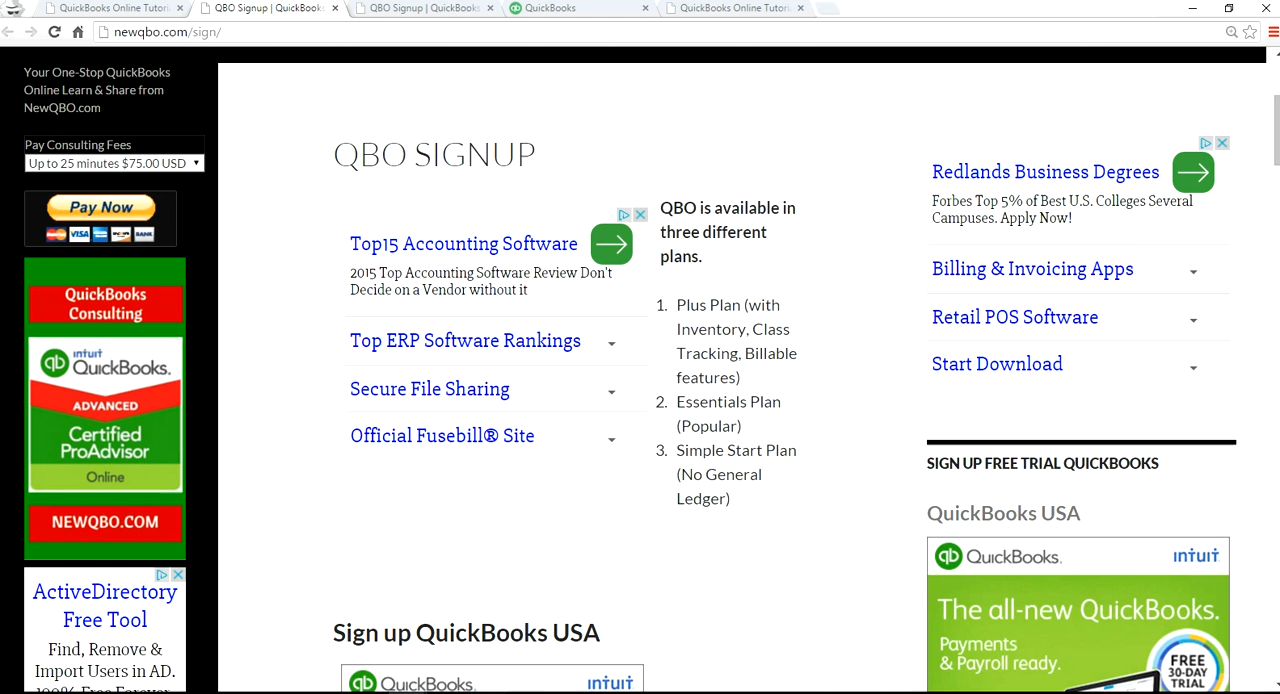 QuickBooks Online Tutori
QBO Signup | QuickBooks
QBO Signup | QuickBooks
QuickBooks
QuickBooks Online Tutori
newqbo.com/sign/
Your One-Stop QuickBooks
Online Learn & Share from
NewQBO.com
Pay Consulting Fees
Up to 25 minutes $75.00 USD
Pay Now
VISA
BANK
QuickBooks
Consulting
intuit
qb QuickBooks.
ADVANCED
Certified
ProAdvisor
Online
NEWQBO.COM
ActiveDirectory
Free Tool
Find, Remove &
Import Users in AD.
100% Free Forever
QBO SIGNUP
Top15 Accounting Software
2015 Top Accounting Software Review Don't
Decide on a Vendor without it
Top ERP Software Rankings
Secure File Sharing
Official Fusebill® Site
QBO is available in
three different
plans.
1. Plus Plan (with
Inventory, Class
Tracking, Billable
features)
2. Essentials Plan
(Popular)
3. Simple Start Plan
(No General
Ledger)
Sign up QuickBooks USA
qb QuickBooks. intuit
Redlands Business Degrees
Forbes Top 5% of Best U.S. Colleges Several
Campuses. Apply Now!
Billing & Invoicing Apps
Retail POS Software
Start Download
SIGN UP FREE TRIAL QUICKBOOKS
QuickBooks USA
qb QuickBooks. intuit
The all-new QuickBooks.
Payments
& Payroll ready.
FREE
30-DAY
TRIAL